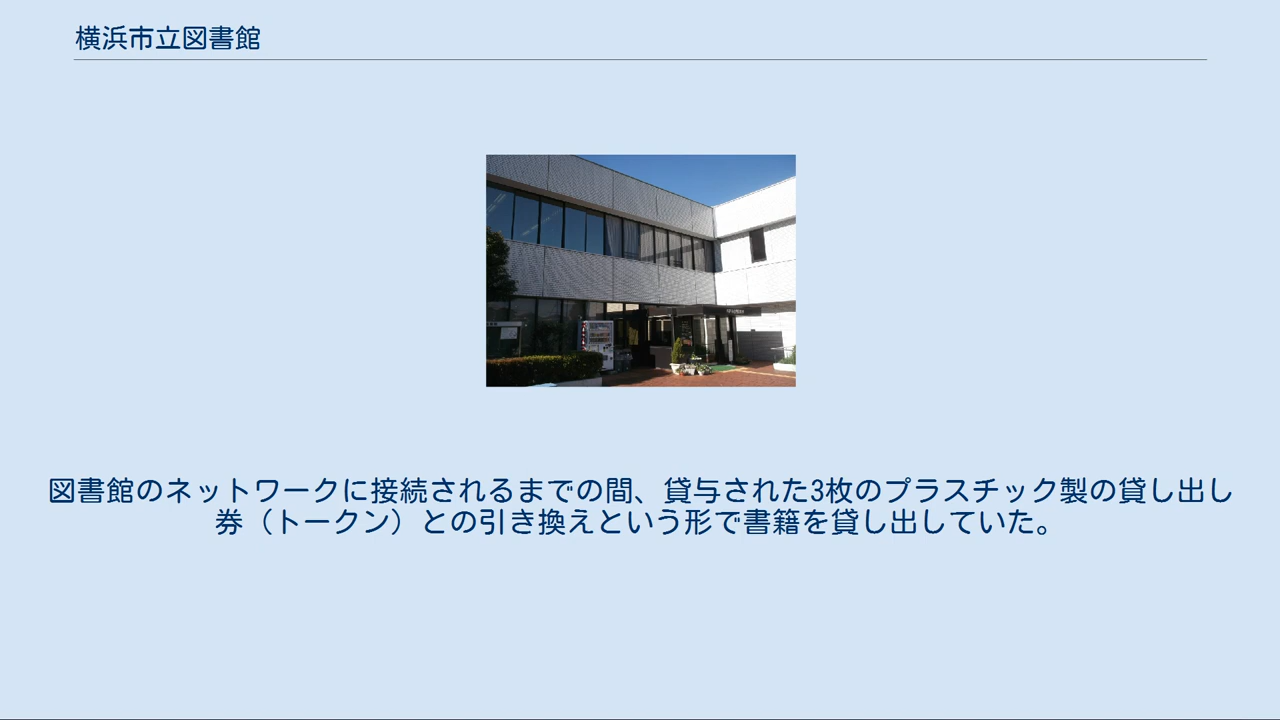 横浜市立図書館
図書館のネットワークに接続されるまでの間、貸与された3枚のプラスチック製の貸し出し
券（トークン）との引き換えという形で書籍を貸し出していた。